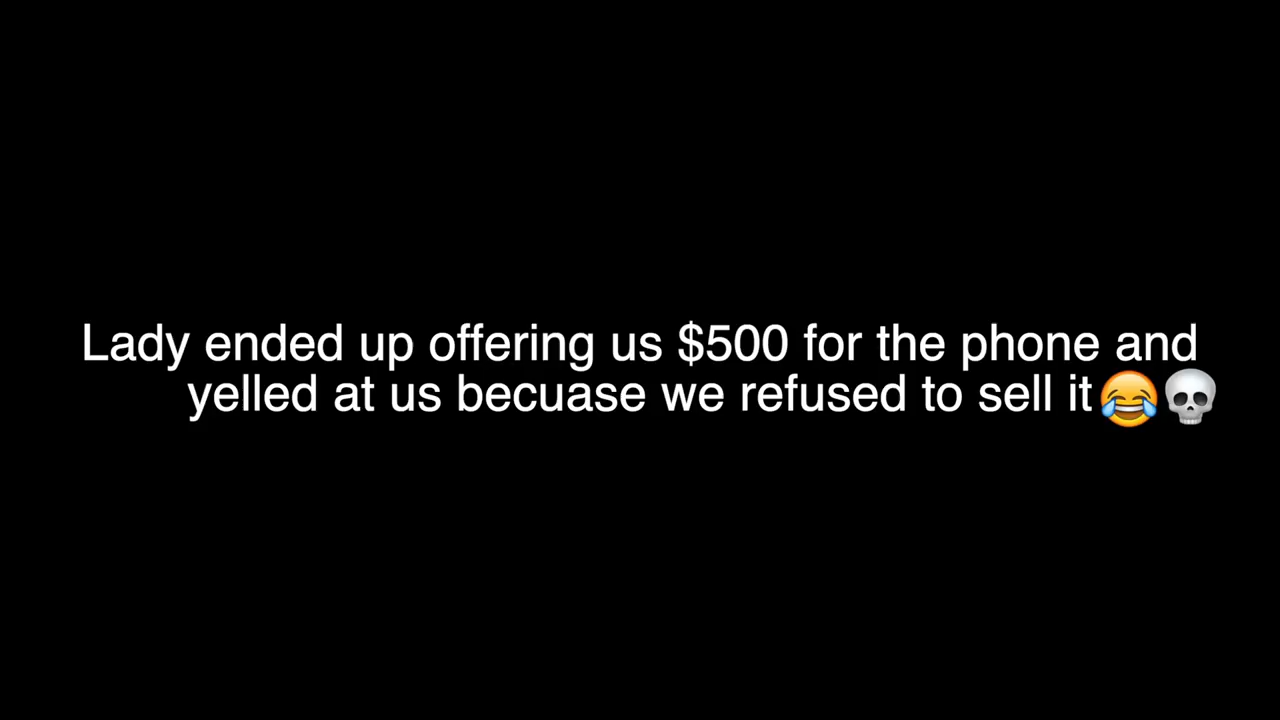 Lady ended up offering us $500 for the phone and
yelled at us becuase we refused to sell it😂💀